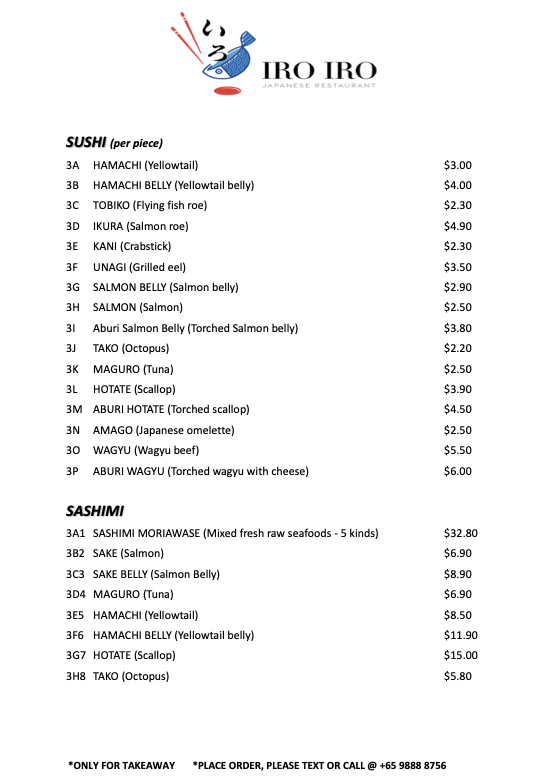 いろ
IRO IRO
JAPANESE RESTAURANT
SUSHI (per piece)
3A HAMACHI (Yellowtail) $3.00
3B HAMACHI BELLY (Yellowtail belly) $4.00
3C TOBIKO (Flying fish roe) $2.30
3D IKURA (Salmon roe) $4.90
3E KANI (Crabstick) $2.30
3F UNAGI (Grilled eel) $3.50
3G SALMON BELLY (Salmon belly) $2.90
3H SALMON (Salmon) $2.50
3I Aburi Salmon Belly (Torched Salmon belly) $3.80
3J TAKO (Octopus) $2.20
3K MAGURO (Tuna) $2.50
3L HOTATE (Scallop) $3.90
3M ABURI HOTATE (Torched scallop) $4.50
3N AMAGO (Japanese omelette) $2.50
3O WAGYU (Wagyu beef) $5.50
3P ABURI WAGYU (Torched wagyu with cheese) $6.00
SASHIMI
3A1 SASHIMI MORIAWASE (Mixed fresh raw seafoods - 5 kinds) $32.80
3B2 SAKE (Salmon) $6.90
3C3 SAKE BELLY (Salmon Belly) $8.90
3D4 MAGURO (Tuna) $6.90
3E5 HAMACHI (Yellowtail) $8.50
3F6 HAMACHI BELLY (Yellowtail belly) $11.90
3G7 HOTATE (Scallop) $15.00
3H8 TAKO (Octopus) $5.80
*ONLY FOR TAKEAWAY *PLACE ORDER, PLEASE TEXT OR CALL @ +65 9888 8756